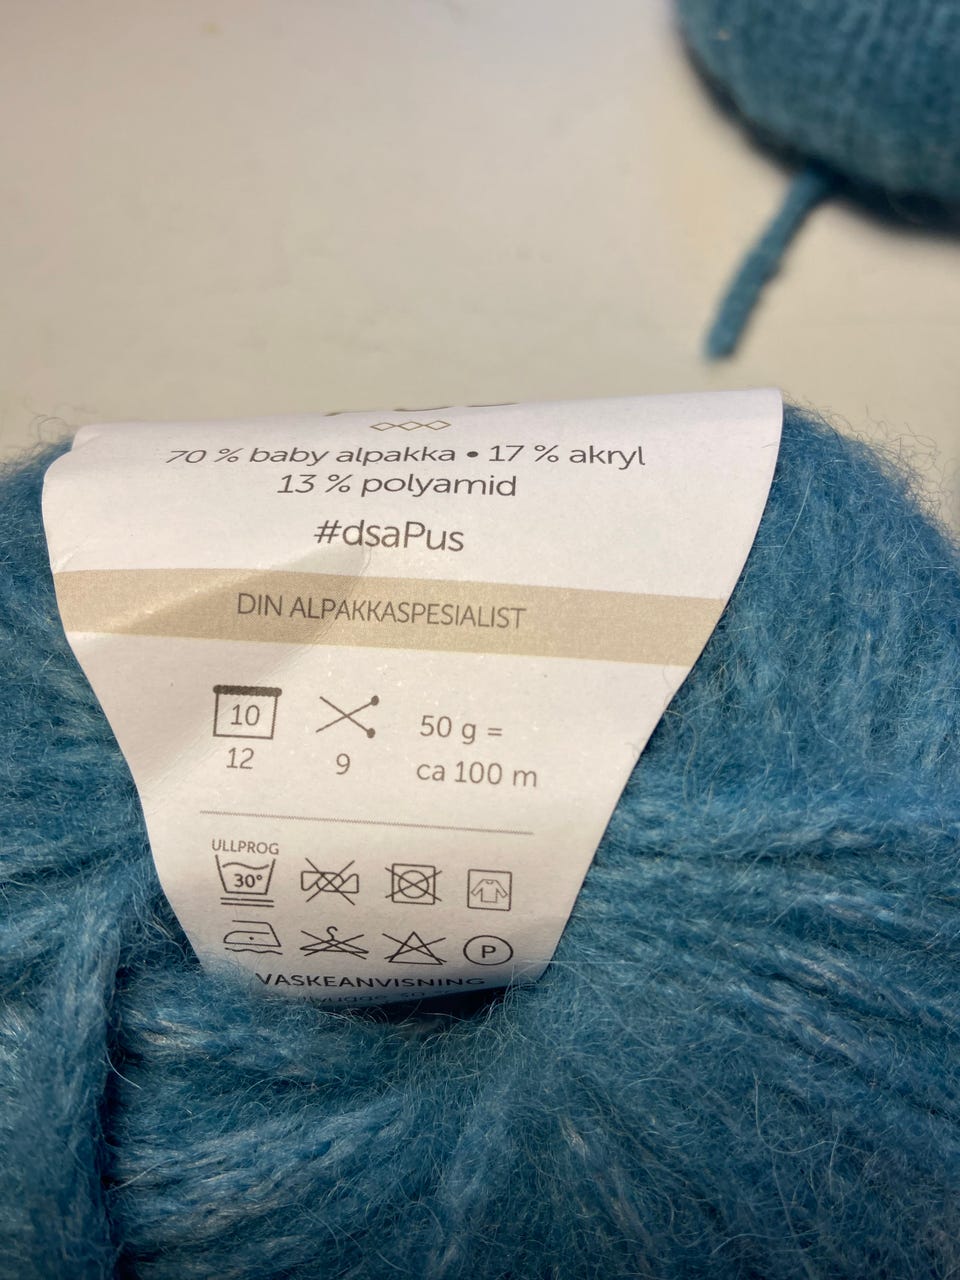 70 % baby alpakka • 17 % akryl
13 % polyamid
#dsaPus
DIN ALPAKKASPESIALIST
10
12
9
50 g =
ca 100 m
ULLPROG
30°
P
VASKEANVISNING